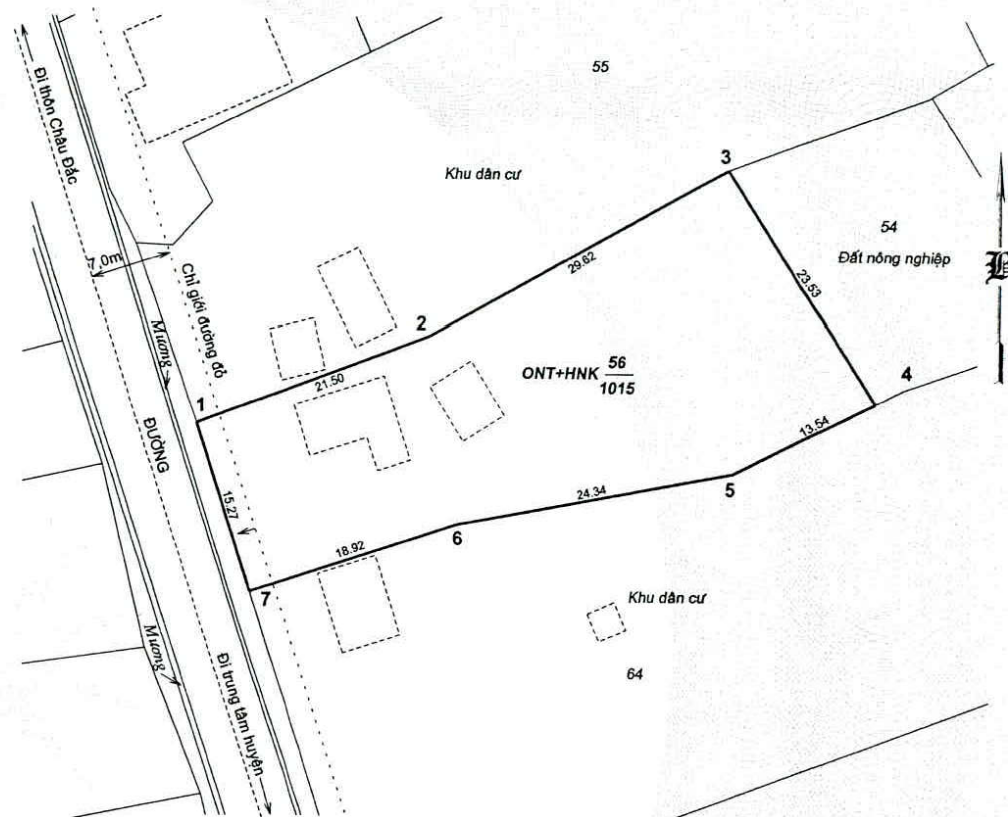 55
Đi thôn Châu Đắc
Khu dân cư
3
54
Đất nông nghiệp
B
7,0m
Chỉ giới đường đỏ
29.62
23.53
2
Mương
ONT+HNK 56
1015
21.50
4
1
ĐƯỜNG
13.54
15.27
24.34
5
6
18.92
7
Khu dân cư
Mương
64
Đi trung tâm huyện